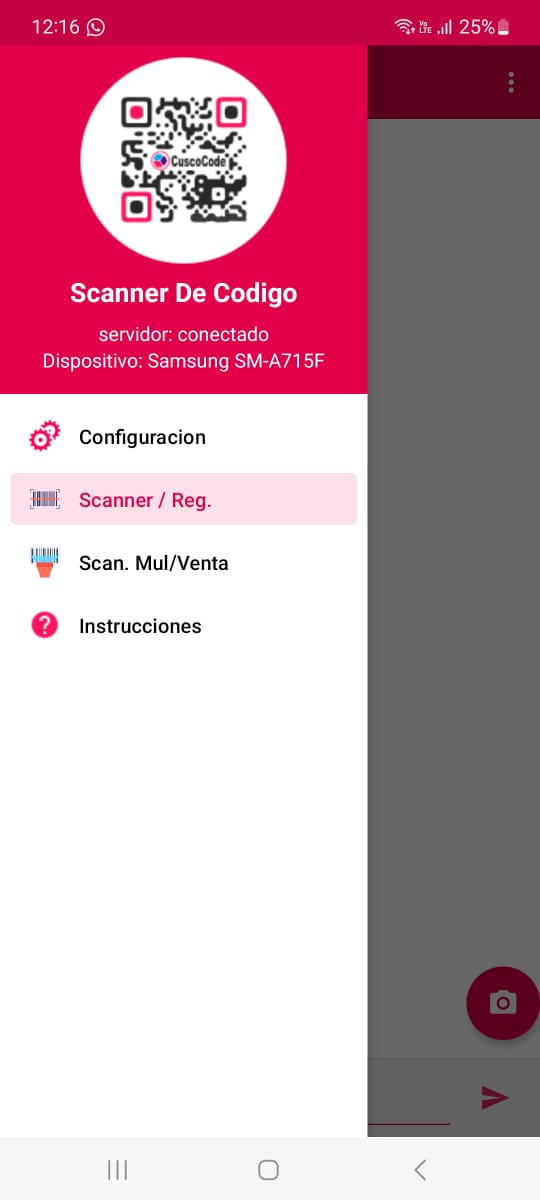 12:16
Vo
LTE
25%
CuscoCode
Scanner De Codigo
servidor: conectado
Dispositivo: Samsung SM-A715F
Configuracion
Scanner / Reg.
Scan. Mul/Venta
Instrucciones